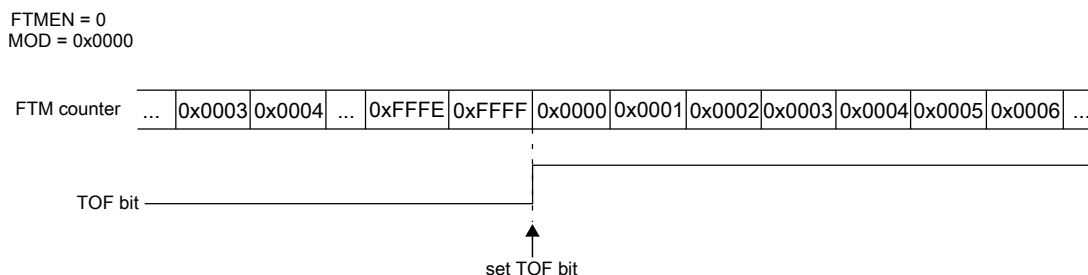 FTMEN = 0
MOD = 0x0000
FTM counter ... 0x0003 0x0004 ... 0xFFFE 0xFFFF 0x0000 0x0001 0x0002 0x0003 0x0004 0x0005 0x0006 ...
TOF bit
set TOF bit